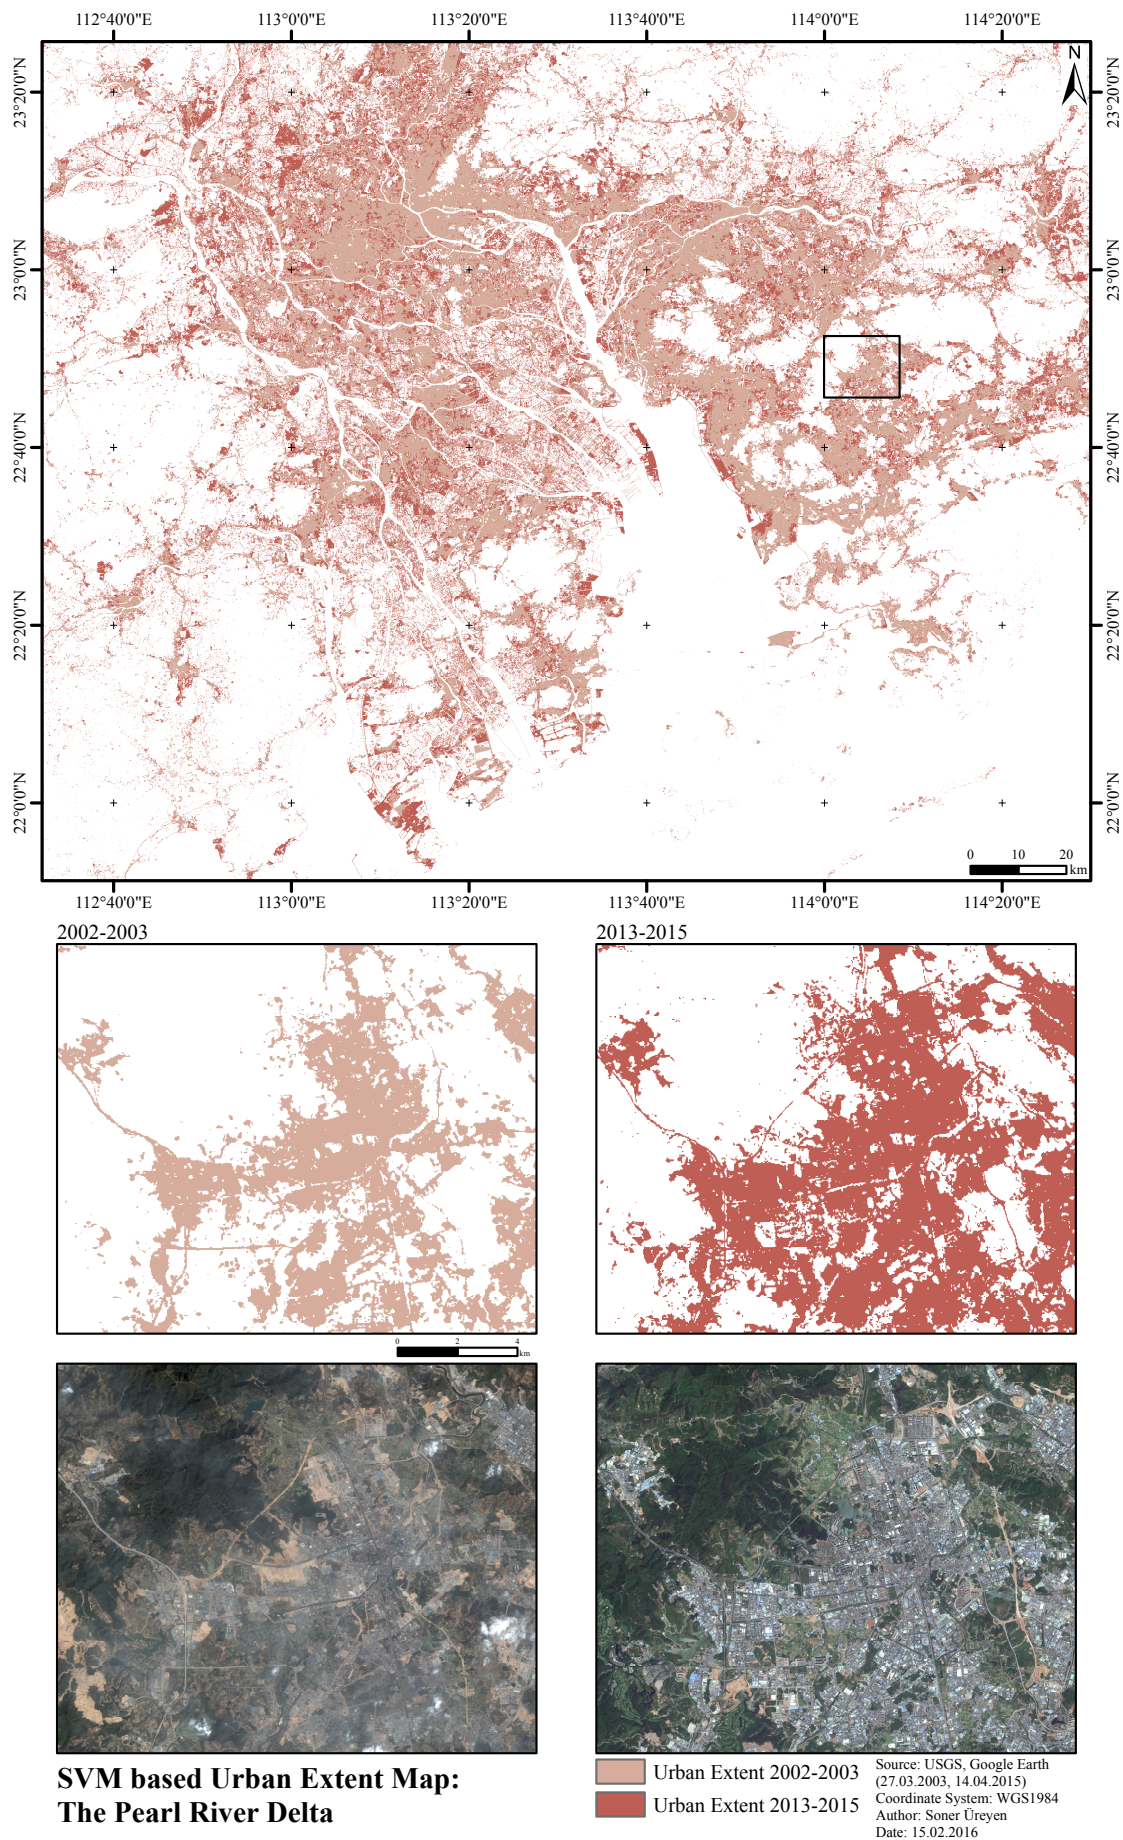 112°40'0"E 113°0'0"E 113°20'0"E 113°40'0"E 114°0'0"E 114°20'0"E
N
23°20'0"N 23°20'0"N
23°0'0"N 23°0'0"N
22°40'0"N 22°40'0"N
22°20'0"N 22°20'0"N
22°0'0"N 22°0'0"N
0 10 20
km
112°40'0"E 113°0'0"E 113°20'0"E 113°40'0"E 114°0'0"E 114°20'0"E
2002-2003
2013-2015
0 2 4
km
SVM based Urban Extent Map:
The Pearl River Delta
Urban Extent 2002-2003
Urban Extent 2013-2015
Source: USGS, Google Earth
(27.03.2003, 14.04.2015)
Coordinate System: WGS1984
Author: Soner Üreyen
Date: 15.02.2016